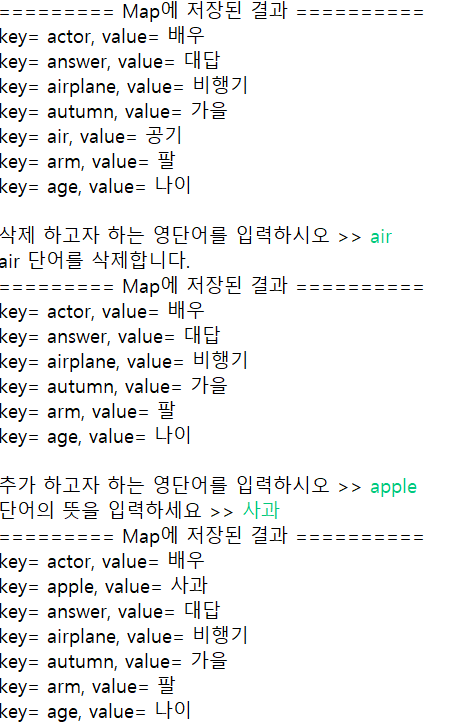 ========= Map에 저장된 결과 ==========
key= actor, value= 배우
key= answer, value= 대답
key= airplane, value= 비행기
key= autumn, value= 가을
key= air, value= 공기
key= arm, value= 팔
key= age, value= 나이
삭제 하고자 하는 영단어를 입력하시오 >> air
air 단어를 삭제합니다.
========= Map에 저장된 결과 ==========
key= actor, value= 배우
key= answer, value= 대답
key= airplane, value= 비행기
key= autumn, value= 가을
key= arm, value= 팔
key= age, value= 나이
추가 하고자 하는 영단어를 입력하시오 >> apple
단어의 뜻을 입력하세요 >> 사과
========= Map에 저장된 결과 ==========
key= actor, value= 배우
key= apple, value= 사과
key= answer, value= 대답
key= airplane, value= 비행기
key= autumn, value= 가을
key= arm, value= 팔
key= age, value= 나이